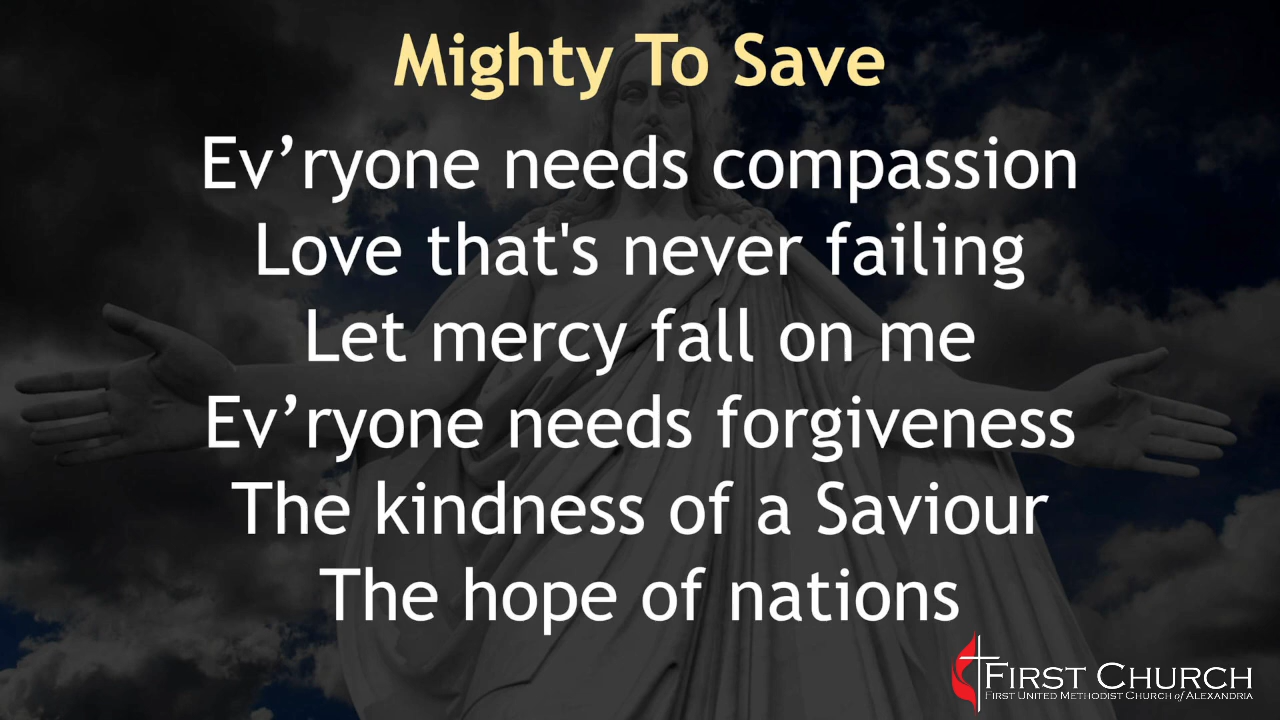 Mighty To Save
Ev’ryone needs compassion
Love that's never failing
Let mercy fall on me
Ev’ryone needs forgiveness
The kindness of a Saviour
The hope of nations
FIRST CHURCH
FIRST UNITED METHODIST CHURCH of ALEXANDRIA